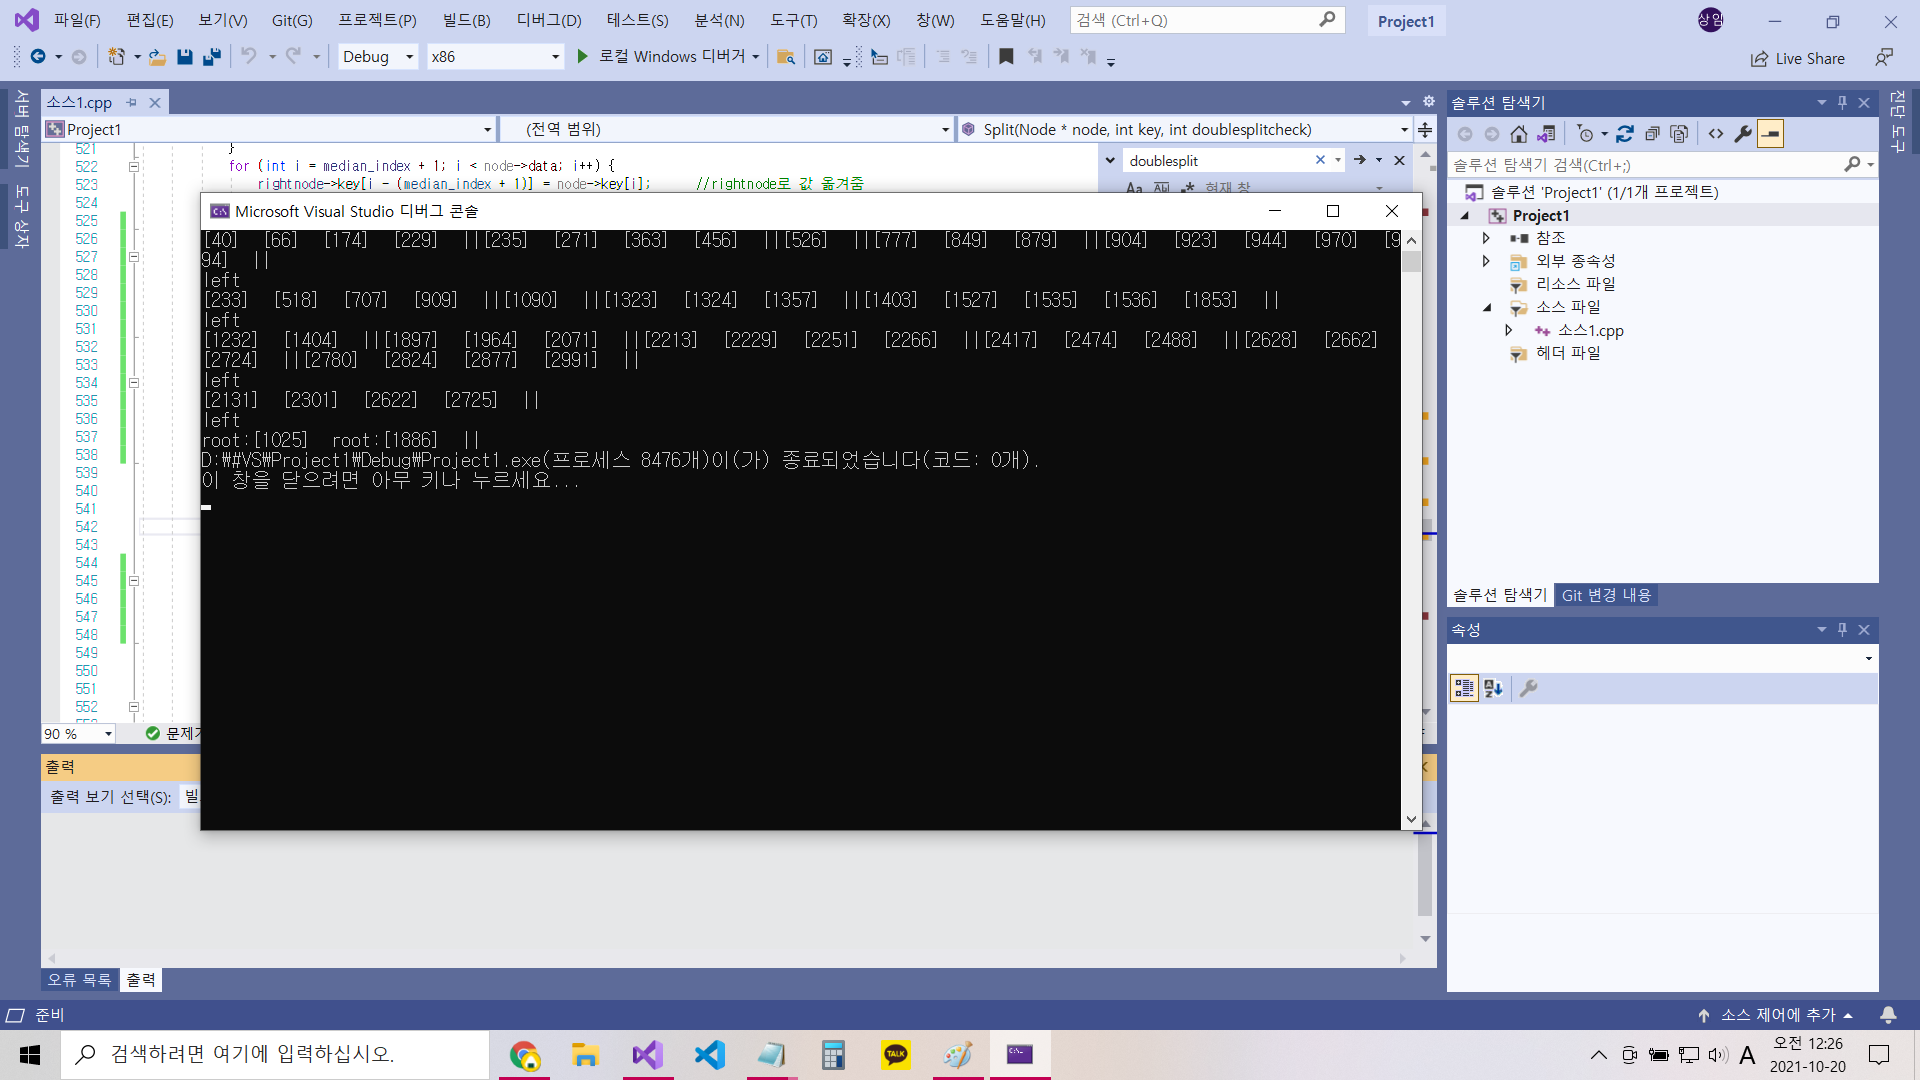 파일(F) 편집(E) 보기(V) Git(G) 프로젝트(P) 빌드(B) 디버그(D) 테스트(S) 분석(N) 도구(T) 확장(X) 창(W) 도움말(H) 검색 (Ctrl+Q) Project1 상임
Debug x86 로컬 Windows 디버거 Live Share
서버 탐색기
도구 상자
소스1.cpp
Project1 (전역 범위) Split(Node * node, int key, int doublesplitcheck)
doublesplit
현재 창
521 }
522 for (int i = median_index + 1; i < node->data; i++) {
523 rightnode->key[i - (median_index + 1)] = node->key[i]; //rightnode로 값 옮겨줌
524
525
526
527
528
529
530
531
532
533
534
535
536
537
538
539
540
541
542
543
544
545
546
547
548
549
550
551
552
Microsoft Visual Studio 디버그 콘솔
[40] [66] [174] [229] ||[235] [271] [363] [456] ||[526] ||[777] [849] [879] ||[904] [923] [944] [970] [9
94] ||
left
[233] [518] [707] [909] ||[1090] ||[1323] [1324] [1357] ||[1403] [1527] [1535] [1536] [1853] ||
left
[1232] [1404] ||[1897] [1964] [2071] ||[2213] [2229] [2251] [2266] ||[2417] [2474] [2488] ||[2628] [2662]
[2724] ||[2780] [2824] [2877] [2991] ||
left
[2131] [2301] [2622] [2725] ||
left
root:[1025] root:[1886] ||
D:₩#VS₩Project1₩Debug₩Project1.exe(프로세스 8476개)이(가) 종료되었습니다(코드: 0개).
이 창을 닫으려면 아무 키나 누르세요...
90 %
출력
출력 보기 선택(S):
오류 목록 출력
솔루션 탐색기
솔루션 탐색기 검색(Ctrl+;)
솔루션 'Project1' (1/1개 프로젝트)
Project1
참조
외부 종속성
리소스 파일
소스 파일
소스1.cpp
헤더 파일
솔루션 탐색기 Git 변경 내용
속성
진단 도구
준비 소스 제어에 추가
검색하려면 여기에 입력하십시오.
TALK
A 오전 12:26
2021-10-20